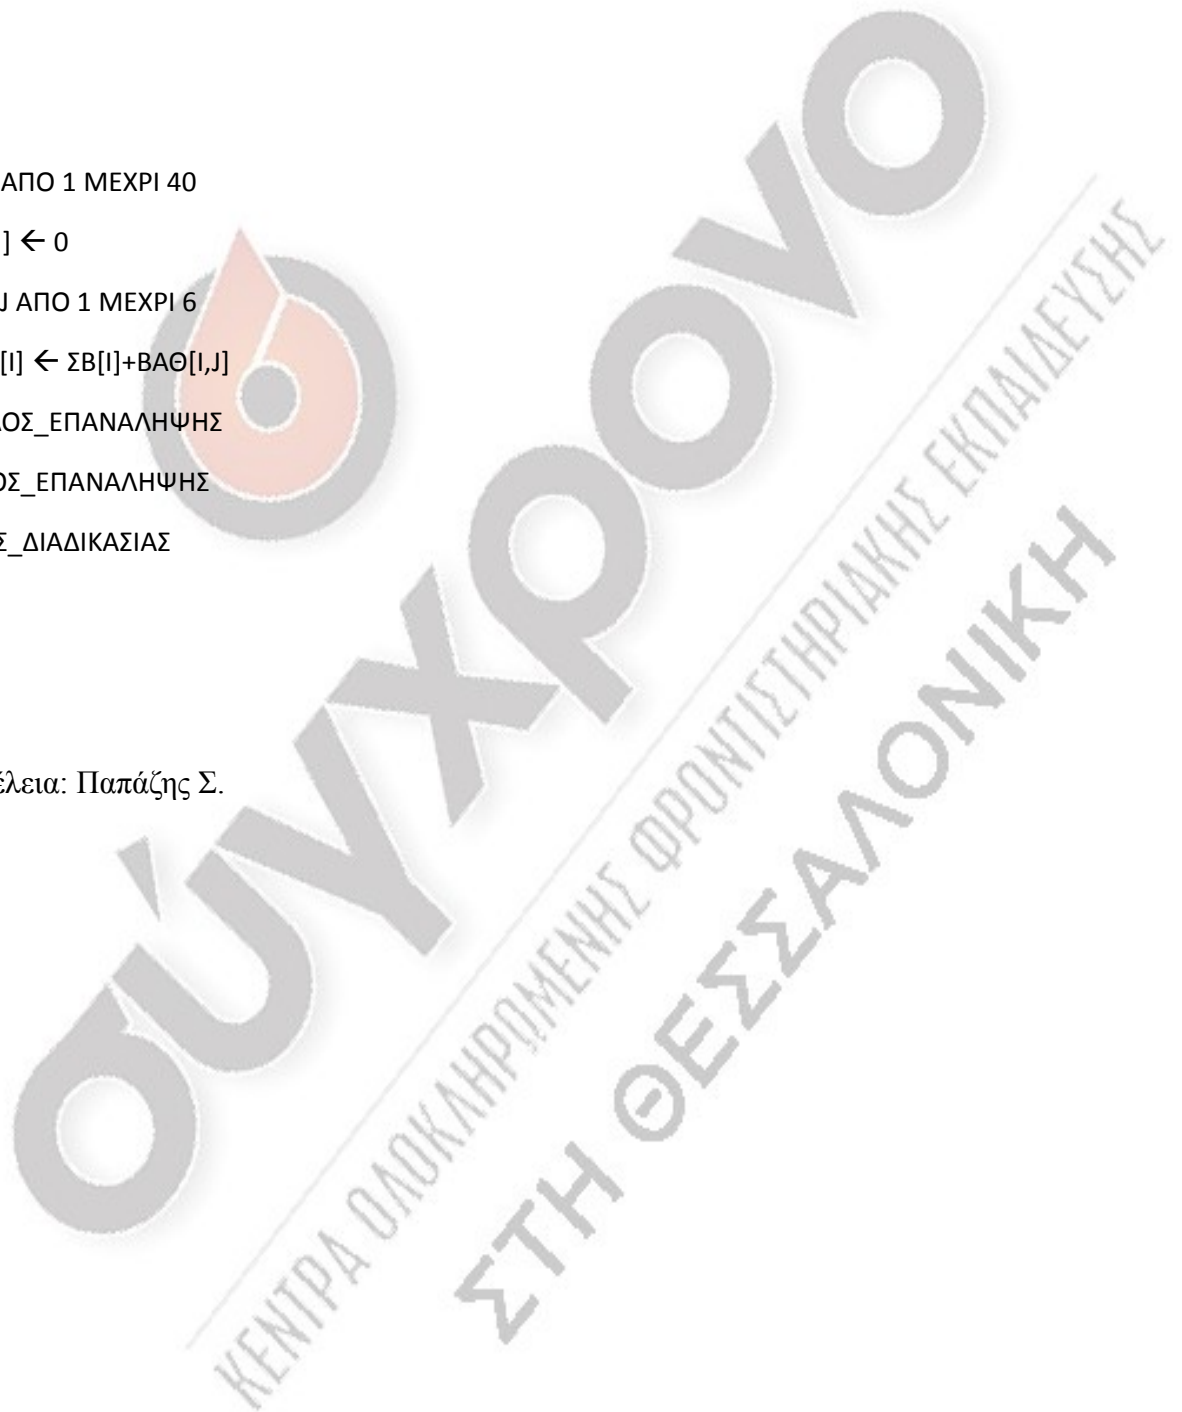 ΑΠΟ 1 ΜΕΧΡΙ 40
] ← 0
J ΑΠΟ 1 ΜΕΧΡΙ 6
[I] ← ΣΒ[I]+ΒΑΘ[I,J]
ΛΟΣ_ΕΠΑΝΑΛΗΨΗΣ
ΟΣ_ΕΠΑΝΑΛΗΨΗΣ
Σ_ΔΙΑΔΙΚΑΣΙΑΣ
έλεια: Παπάζης Σ.
σύγχρονο
ΚΕΝΤΡΑ ΟΛΟΚΛΗΡΩΜΕΝΗΣ ΦΡΟΝΤΙΣΤΗΡΙΑΚΗΣ ΕΚΠΑΙΔΕΥΣΗΣ
ΣΤΗ ΘΕΣΣΑΛΟΝΙΚΗ